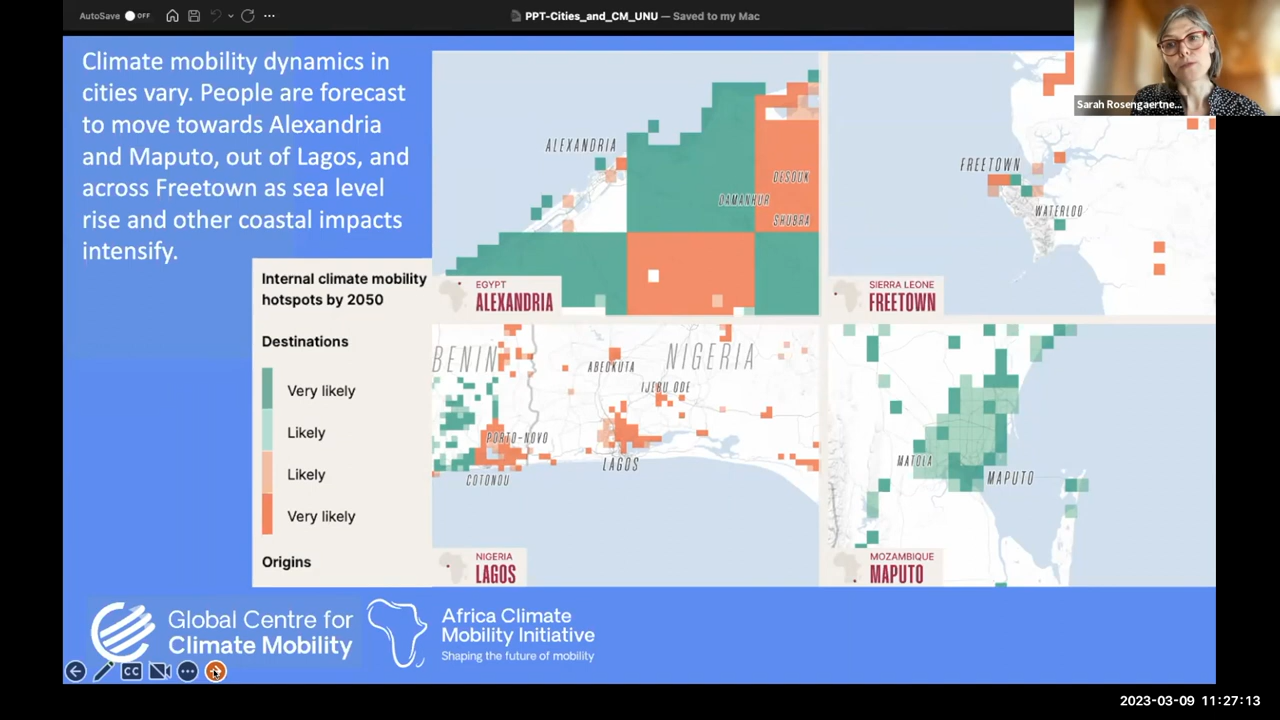 AutoSave OFF
PPT-Cities_and_CM_UNU — Saved to my Mac
Sarah Rosengaertne...
Climate mobility dynamics in
cities vary. People are forecast
to move towards Alexandria
and Maputo, out of Lagos, and
across Freetown as sea level
rise and other coastal impacts
intensify.
Internal climate mobility
hotspots by 2050
Destinations
Very likely
Likely
Likely
Very likely
Origins
ALEXANDRIA
DESOUK
DAMANHUR
SHUBRA
EGYPT
ALEXANDRIA
FREETOWN
WATERLOO
SIERRA LEONE
FREETOWN
BENIN
NIGERIA
ABEOKUTA
IJEBU ODE
PORTO-NOVO
LAGOS
COTONOU
NIGERIA
LAGOS
MATOLA
MAPUTO
MOZAMBIQUE
MAPUTO
Global Centre for
Climate Mobility
Africa Climate
Mobility Initiative
Shaping the future of mobility
CC
2023-03-09 11:27:13